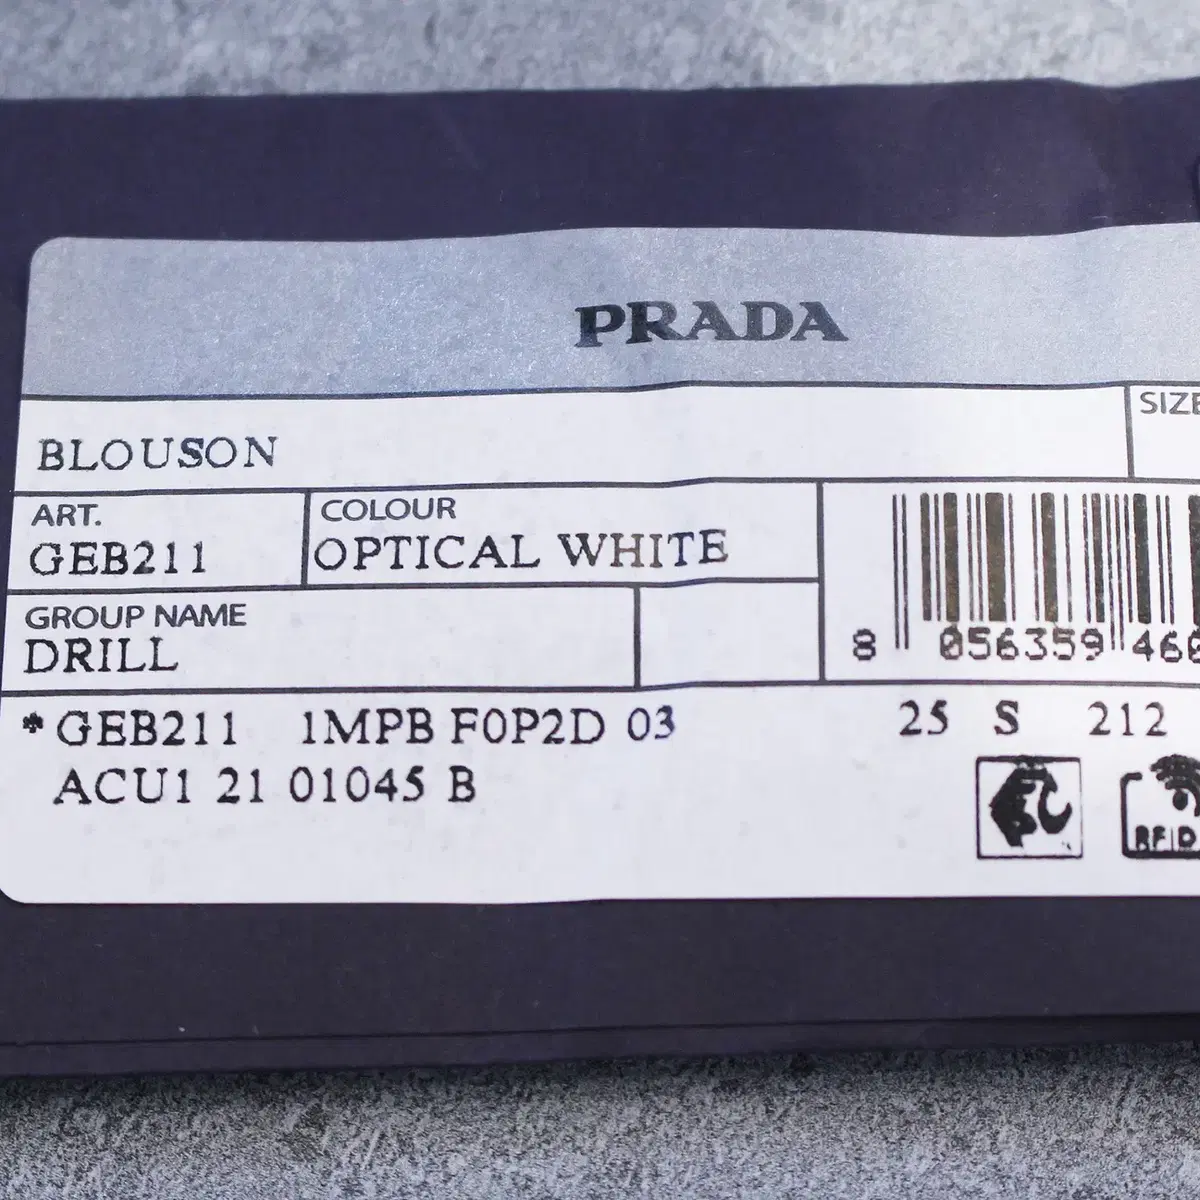 PRADA
BLOUSON
SIZE
ART.
GEB211
COLOUR
OPTICAL WHITE
GROUP NAME
DRILL
8 056359 466
*GEB211 1MPB F0P2D 03 25 S 212
ACU1 21 01045 B
RFID